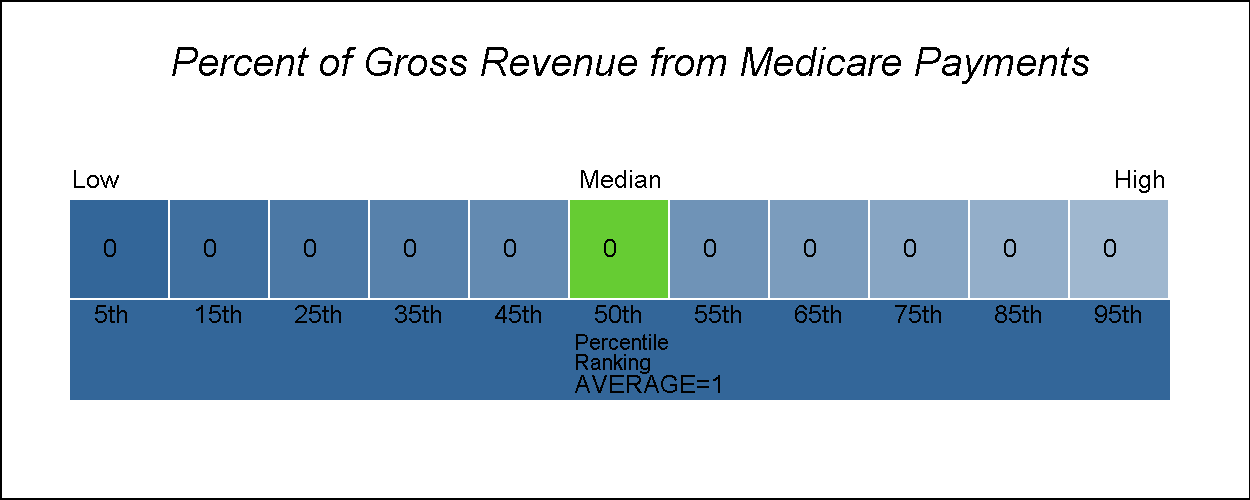 Percent of Gross Revenue from Medicare Payments
Low Median High
0 0 0 0 0 0 0 0 0 0 0
5th 15th 25th 35th 45th 50th 55th 65th 75th 85th 95th
Percentile
Ranking
AVERAGE=1